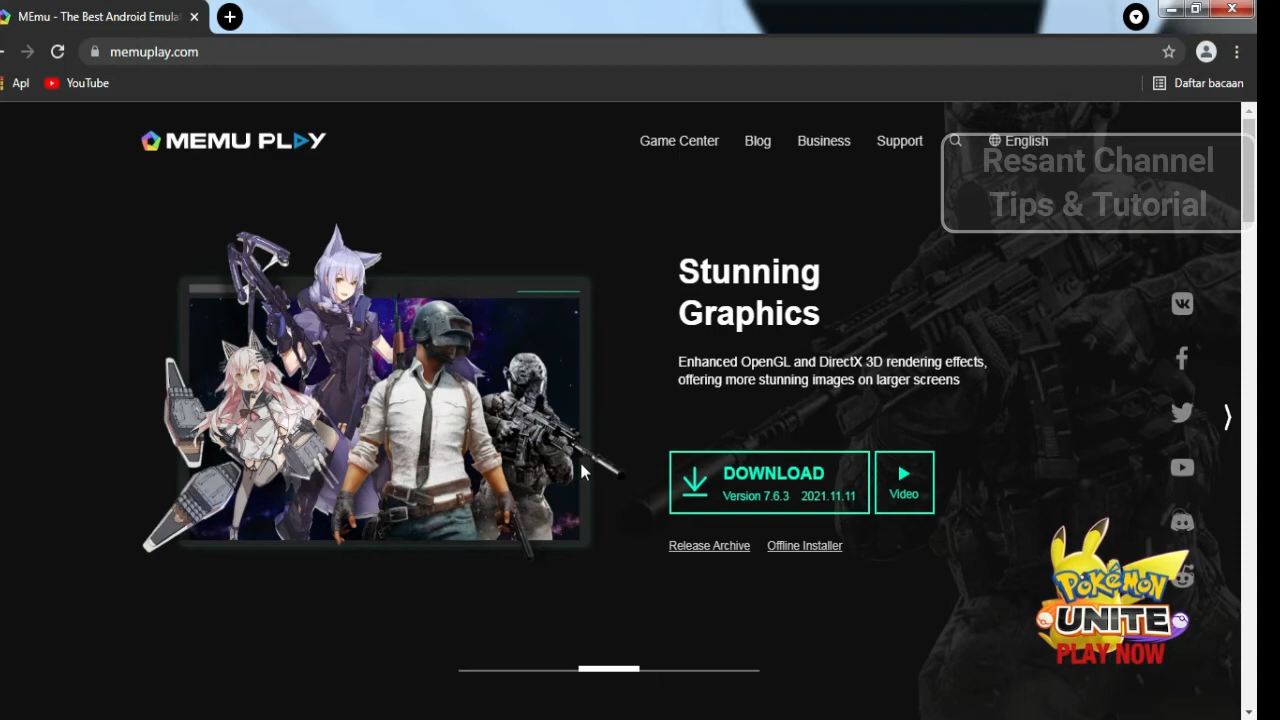 MEmu - The Best Android Emulat
memuplay.com
Apl
YouTube
Daftar bacaan
MEMU PLAY
Game Center
Blog
Business
Support
English
Resant Channel
Tips & Tutorial
Stunning
Graphics
Enhanced OpenGL and DirectX 3D rendering effects,
offering more stunning images on larger screens
DOWNLOAD
Version 7.6.3 2021.11.11
Video
Release Archive
Offline Installer
POKéMON
UNITE
PLAY NOW